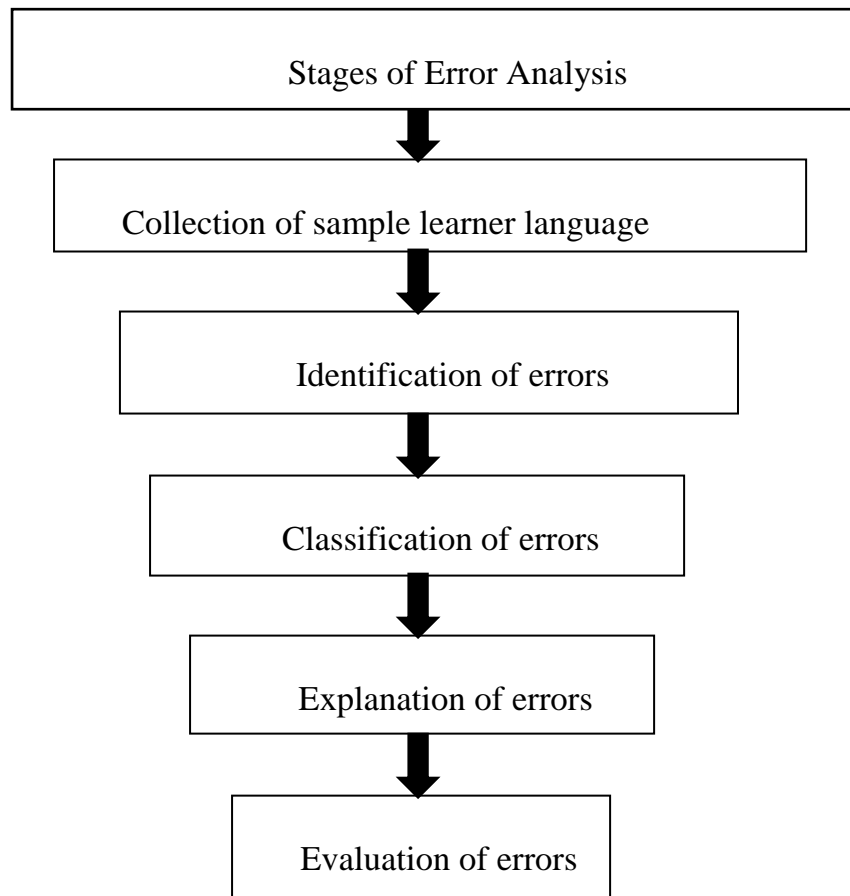 Stages of Error Analysis
Collection of sample learner language
Identification of errors
Classification of errors
Explanation of errors
Evaluation of errors